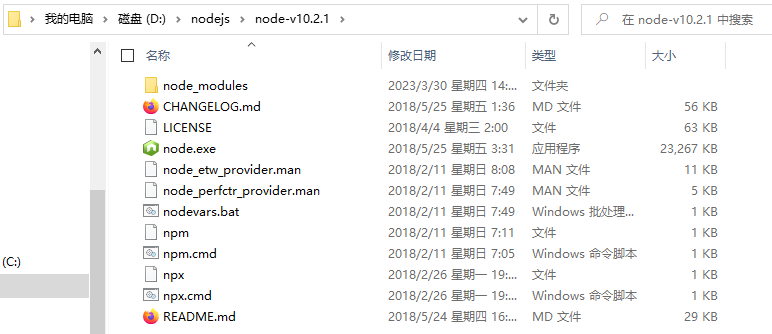 我的电脑 > 磁盘 (D:) > nodejs > node-v10.2.1 > 在 node-v10.2.1 中搜索
名称 修改日期 类型 大小
node_modules 2023/3/30 星期四 14:... 文件夹
CHANGELOG.md 2018/5/25 星期五 1:36 MD 文件 56 KB
LICENSE 2018/4/4 星期三 2:00 文件 63 KB
node.exe 2018/5/25 星期五 3:31 应用程序 23,267 KB
node_etw_provider.man 2018/2/11 星期日 8:08 MAN 文件 11 KB
node_perfctr_provider.man 2018/2/11 星期日 7:49 MAN 文件 5 KB
nodevars.bat 2018/2/11 星期日 7:49 Windows 批处理... 1 KB
npm 2018/2/11 星期日 7:11 文件 1 KB
npm.cmd 2018/2/11 星期日 7:05 Windows 命令脚本 1 KB
(C:)
npx 2018/2/26 星期一 19:... 文件 1 KB
npx.cmd 2018/2/26 星期一 19:... Windows 命令脚本 1 KB
README.md 2018/5/24 星期四 16:... MD 文件 29 KB